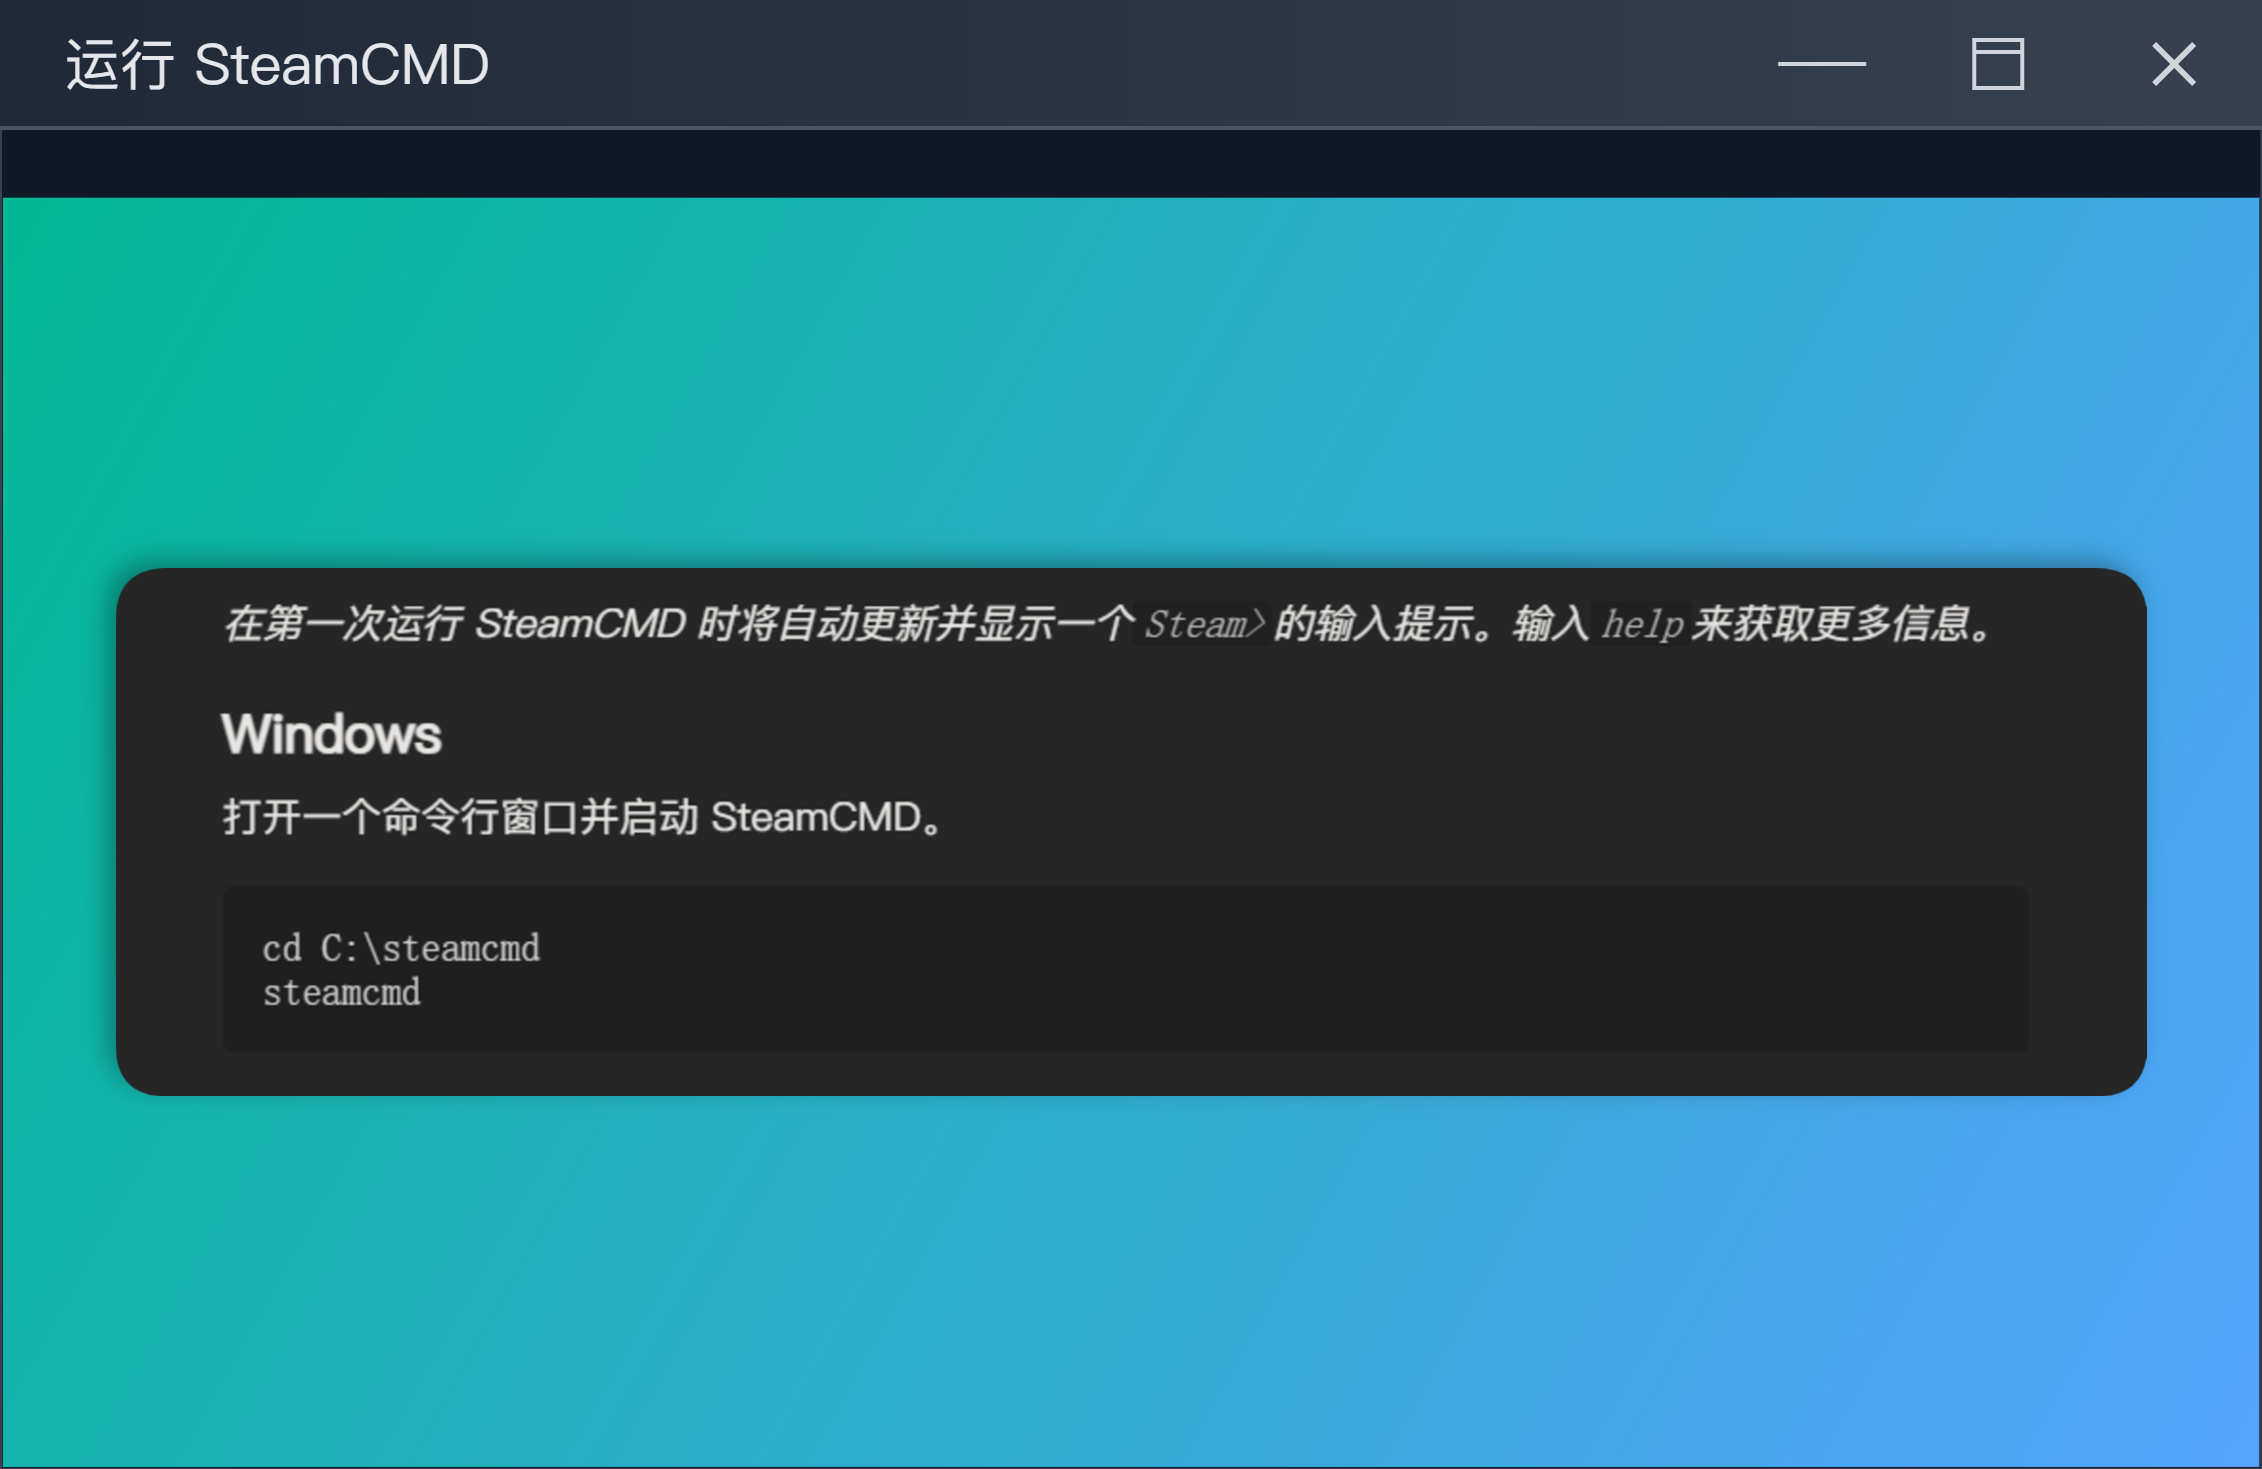 运行 SteamCMD
在第一次运行 SteamCMD 时将自动更新并显示一个 Steam> 的输入提示。输入 help 来获取更多信息。
Windows
打开一个命令行窗口并启动 SteamCMD。
cd C:\steamcmd
steamcmd